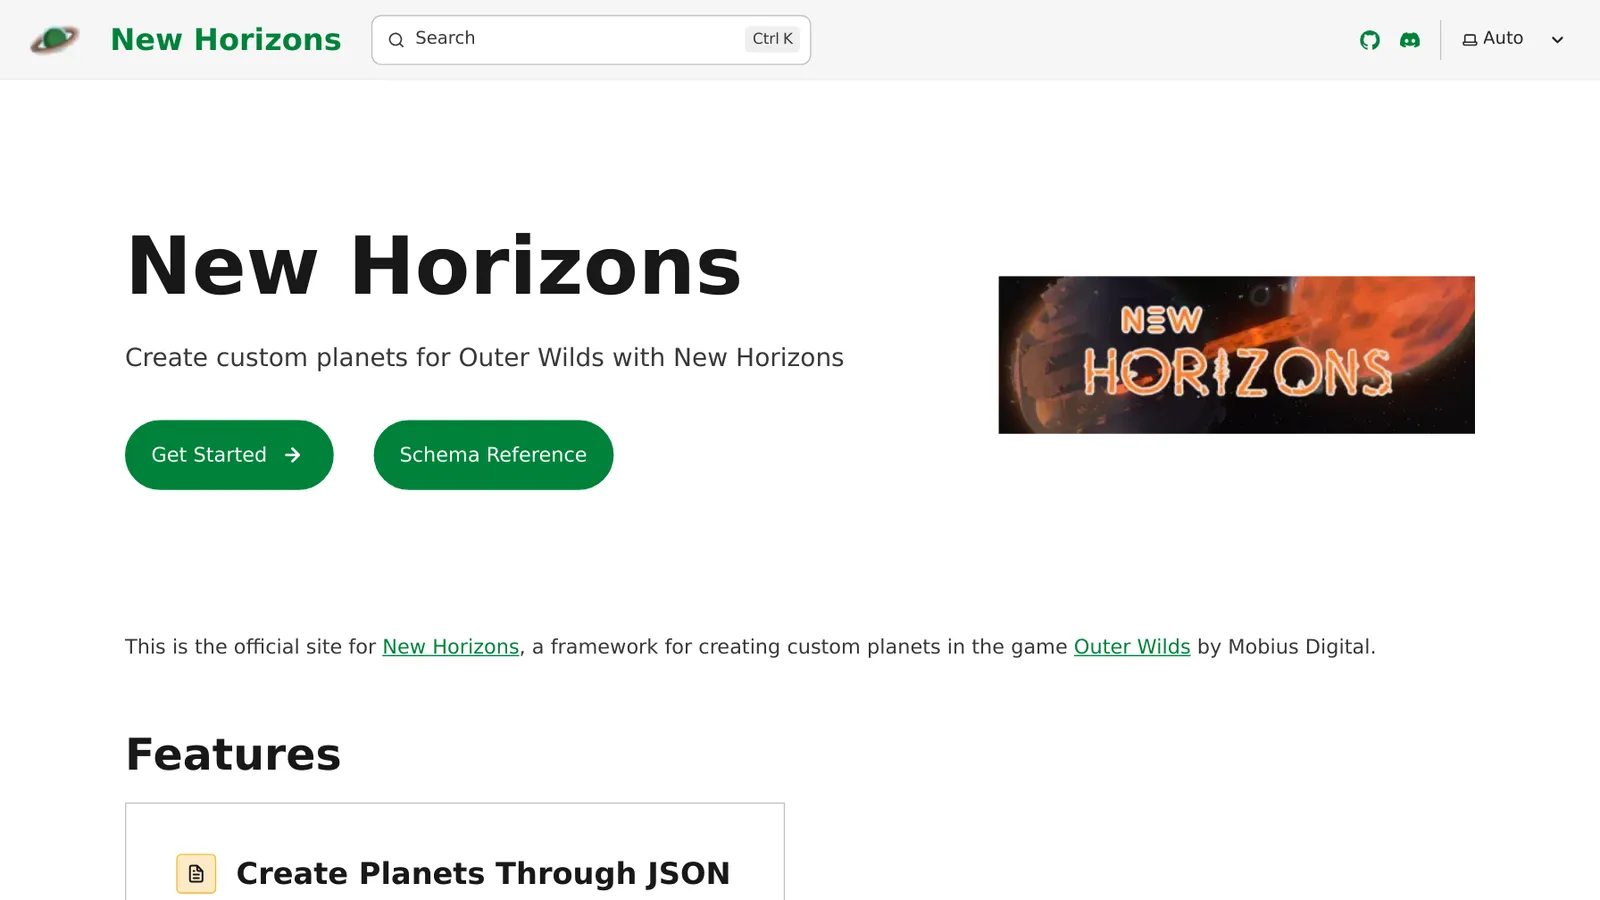 New Horizons
Search
Ctrl K
Auto
New Horizons
Create custom planets for Outer Wilds with New Horizons
NEW
HORIZONS
Get Started
Schema Reference
This is the official site for New Horizons, a framework for creating custom planets in the game Outer Wilds by Mobius Digital.
Features
Create Planets Through JSON